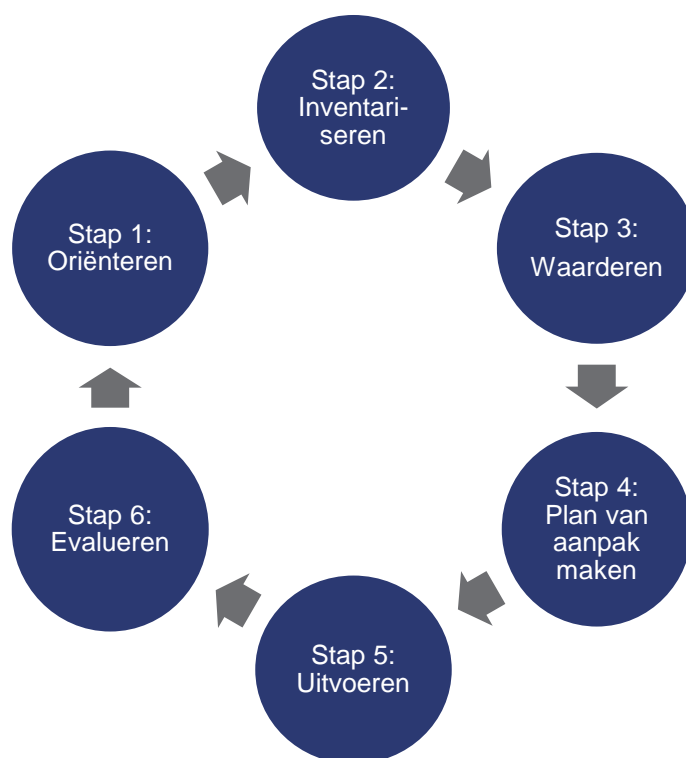 Stap 1:
Oriënteren
Stap 2:
Inventari-
seren
Stap 3:
Waarderen
Stap 4:
Plan van
aanpak
maken
Stap 5:
Uitvoeren
Stap 6:
Evalueren